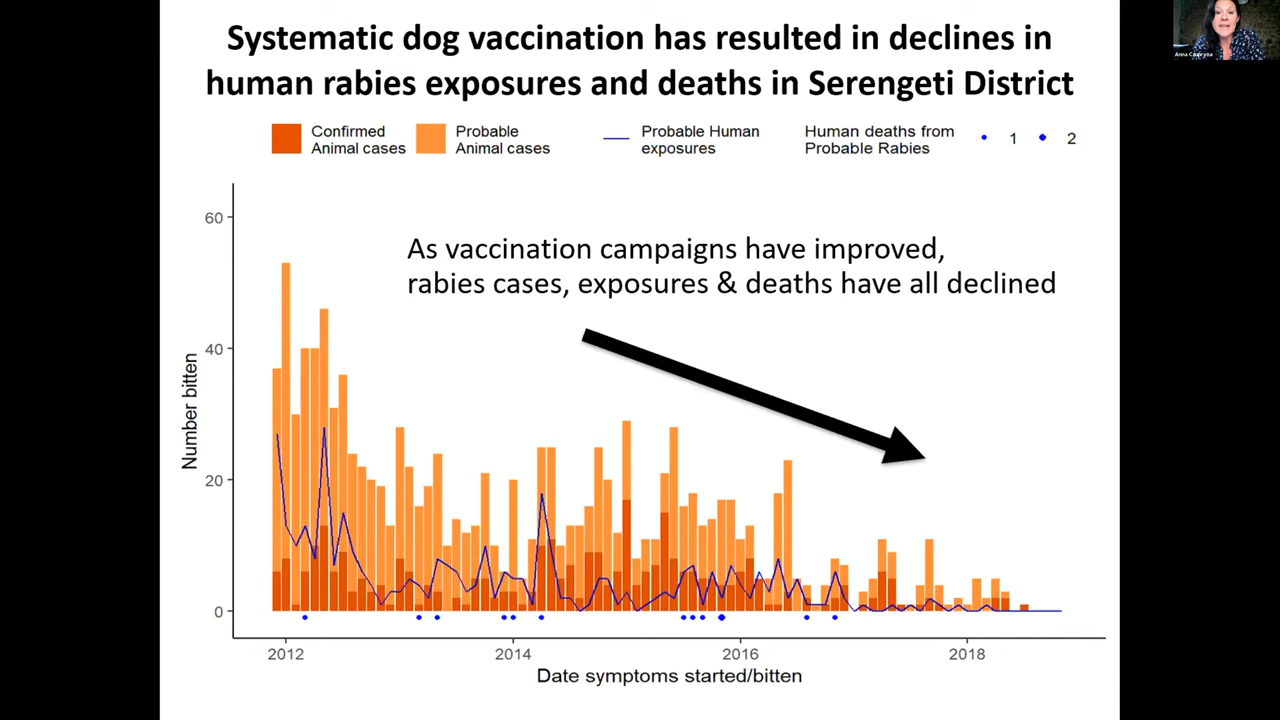 Systematic dog vaccination has resulted in declines in
human rabies exposures and deaths in Serengeti District
Confirmed
Animal cases
Probable
Animal cases
Probable Human
exposures
Human deaths from
Probable Rabies
1
2
As vaccination campaigns have improved,
rabies cases, exposures & deaths have all declined
Number bitten
60
40
20
0
2012
2014
2016
2018
Date symptoms started/bitten
Anna Czupryna